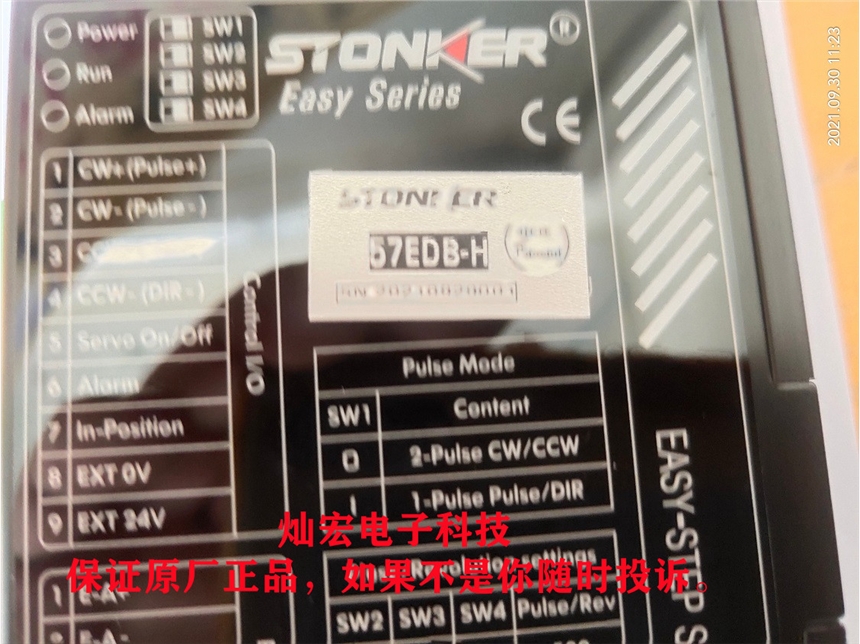 Power
SW1
SW2
Run
SW3
Alarm
SW4
STONKER®
Easy Series
CE
2021.09.30 11:23
1 CW+(Pulse+)
2 CW-(Pulse-)
3
4 CCW-(DIR-)
5 Servo On/Off
6 Alarm
7 In-Position
8 EXT 0V
9 EXT 24V
Control I/O
STONKER
57EDB-H
Pulse Mode
SW1 Content
0 2-Pulse CW/CCW
1 1-Pulse Pulse/DIR
EASY-STEP S
灿宏电子科技
保证原厂正品，如果不是你随时投诉。
settings
SW2 SW3 SW4 Pulse/Rev
1 E-A+
2 E-A-